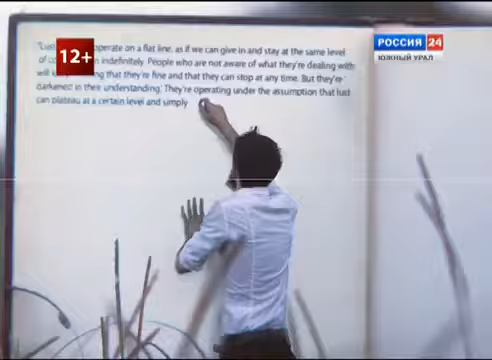 "Lust operate on a flat line, as if we can give in and stay at the same level
of n indefinitely. People who are not aware of what they're dealing with
will ng that they're fine and that they can stop at any time. But they're
darkened in their understanding. They're operating under the assumption that lust
can plateau at a certain level and simply
12+
РОССИЯ 24
ЮЖНЫЙ УРАЛ